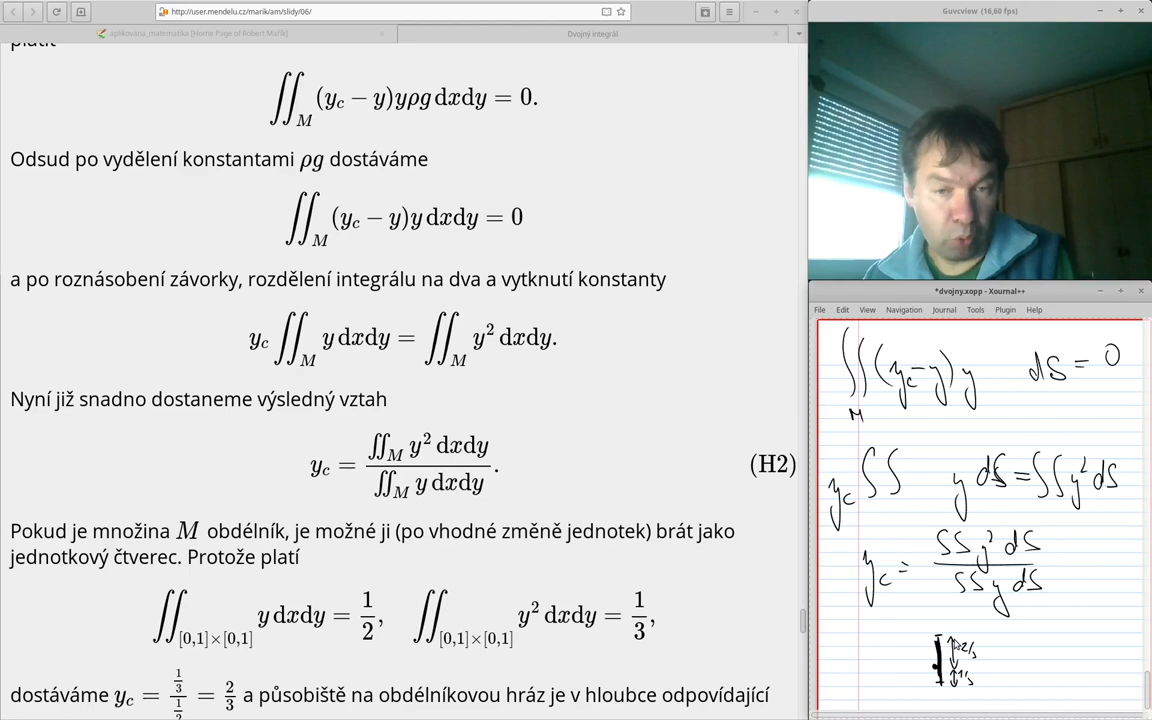 http://user.mendelu.cz/marik/am/slidy/06/
aplikovana_matematika [Home Page of Robert Mařík]
Dvojný integrál
platit
∬_M (y_c − y)yρg dxdy = 0.
Odsud po vydělení konstantami ρg dostáváme
∬_M (y_c − y)y dxdy = 0
a po roznásobení závorky, rozdělení integrálu na dva a vytknutí konstanty
y_c ∬_M y dxdy = ∬_M y² dxdy.
Nyní již snadno dostaneme výsledný vztah
y_c = ∬_M y² dxdy / ∬_M y dxdy. (H2)
Pokud je množina M obdélník, je možné ji (po vhodné změně jednotek) brát jako
jednotkový čtverec. Protože platí
∬_[0,1]×[0,1] y dxdy = 1/2, ∬_[0,1]×[0,1] y² dxdy = 1/3,
dostáváme y_c = (1/3)/(1/2) = 2/3 a působiště na obdélníkovou hráz je v hloubce odpovídající
Guvcview (16,60 fps)
*dvojny.xopp - Xournal++
File Edit View Navigation Journal Tools Plugin Help
∬_M (y_c − y) y dS = 0
y_c ∬ y dS = ∬ y² dS
y_c = ∬ y² dS / ∬ y dS
2/3
1/3